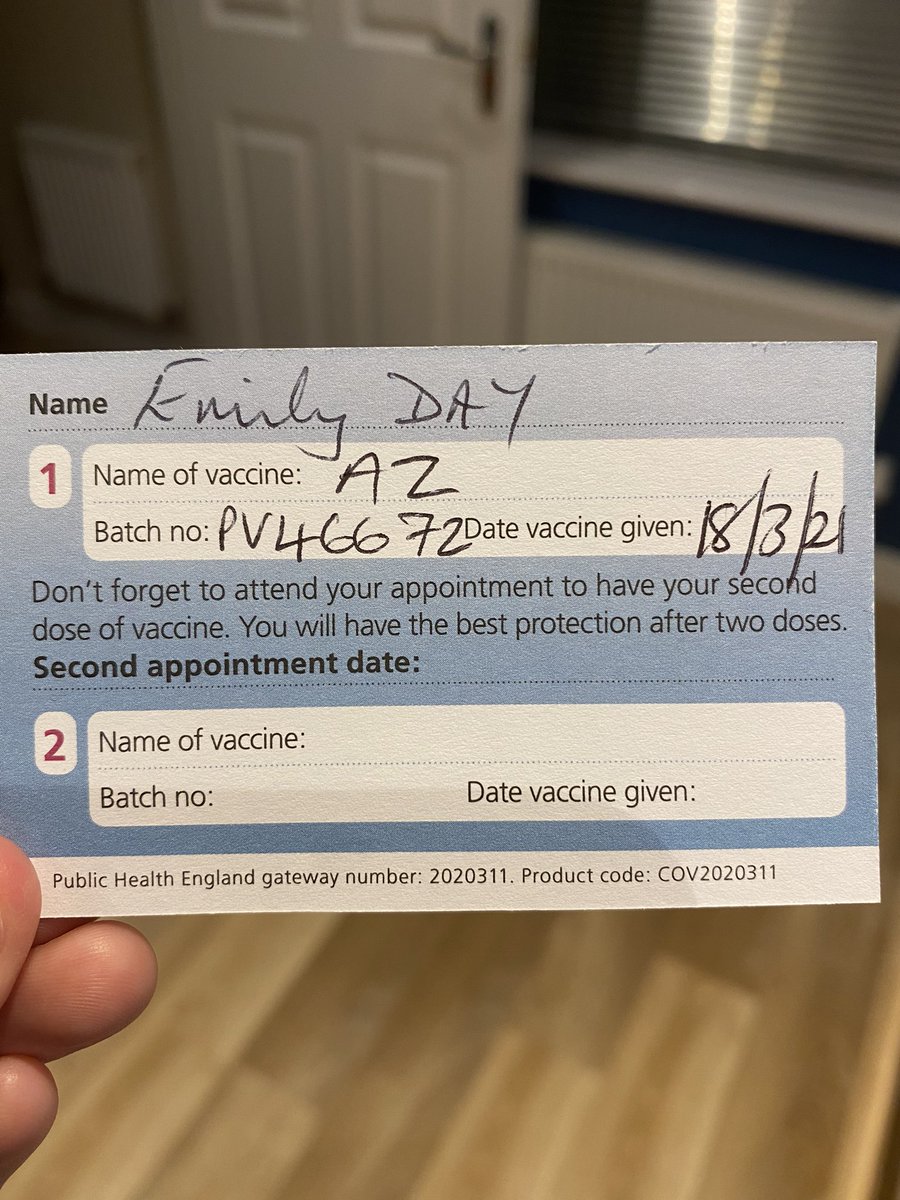 Name Emily DAY
1 Name of vaccine: AZ
Batch no: PV46672 Date vaccine given: 18/3/21
Don't forget to attend your appointment to have your second
dose of vaccine. You will have the best protection after two doses.
Second appointment date:
2 Name of vaccine:
Batch no: Date vaccine given:
Public Health England gateway number: 2020311. Product code: COV2020311